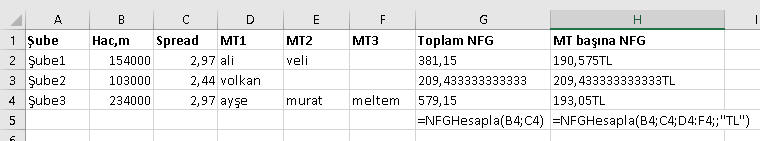 A B C D E F G H I
1 Şube Hac,m Spread MT1 MT2 MT3 Toplam NFG MT başına NFG
2 Şube1 154000 2,97 ali veli 381,15 190,575TL
3 Şube2 103000 2,44 volkan 209,433333333333 209,433333333333TL
4 Şube3 234000 2,97 ayşe murat meltem 579,15 193,05TL
5 =NFGHesapla(B4;C4) =NFGHesapla(B4;C4;D4:F4;;"TL")